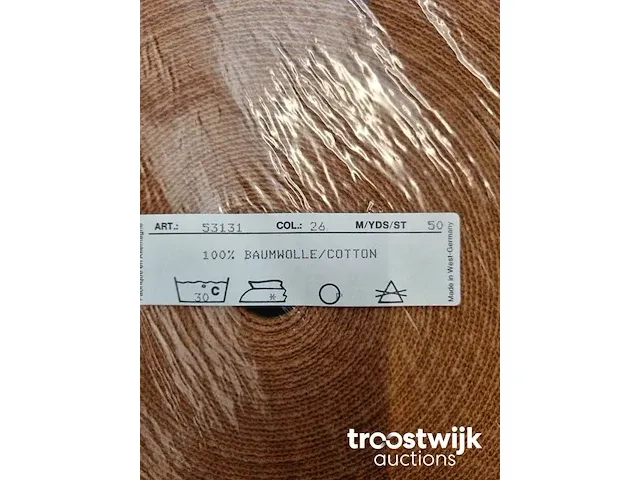 ART.: 53131 COL.: 26 M/YDS/ST 50
100% BAUMWOLLE/COTTON
30 C
*
Made in West-Germany
troostwijk
auctions